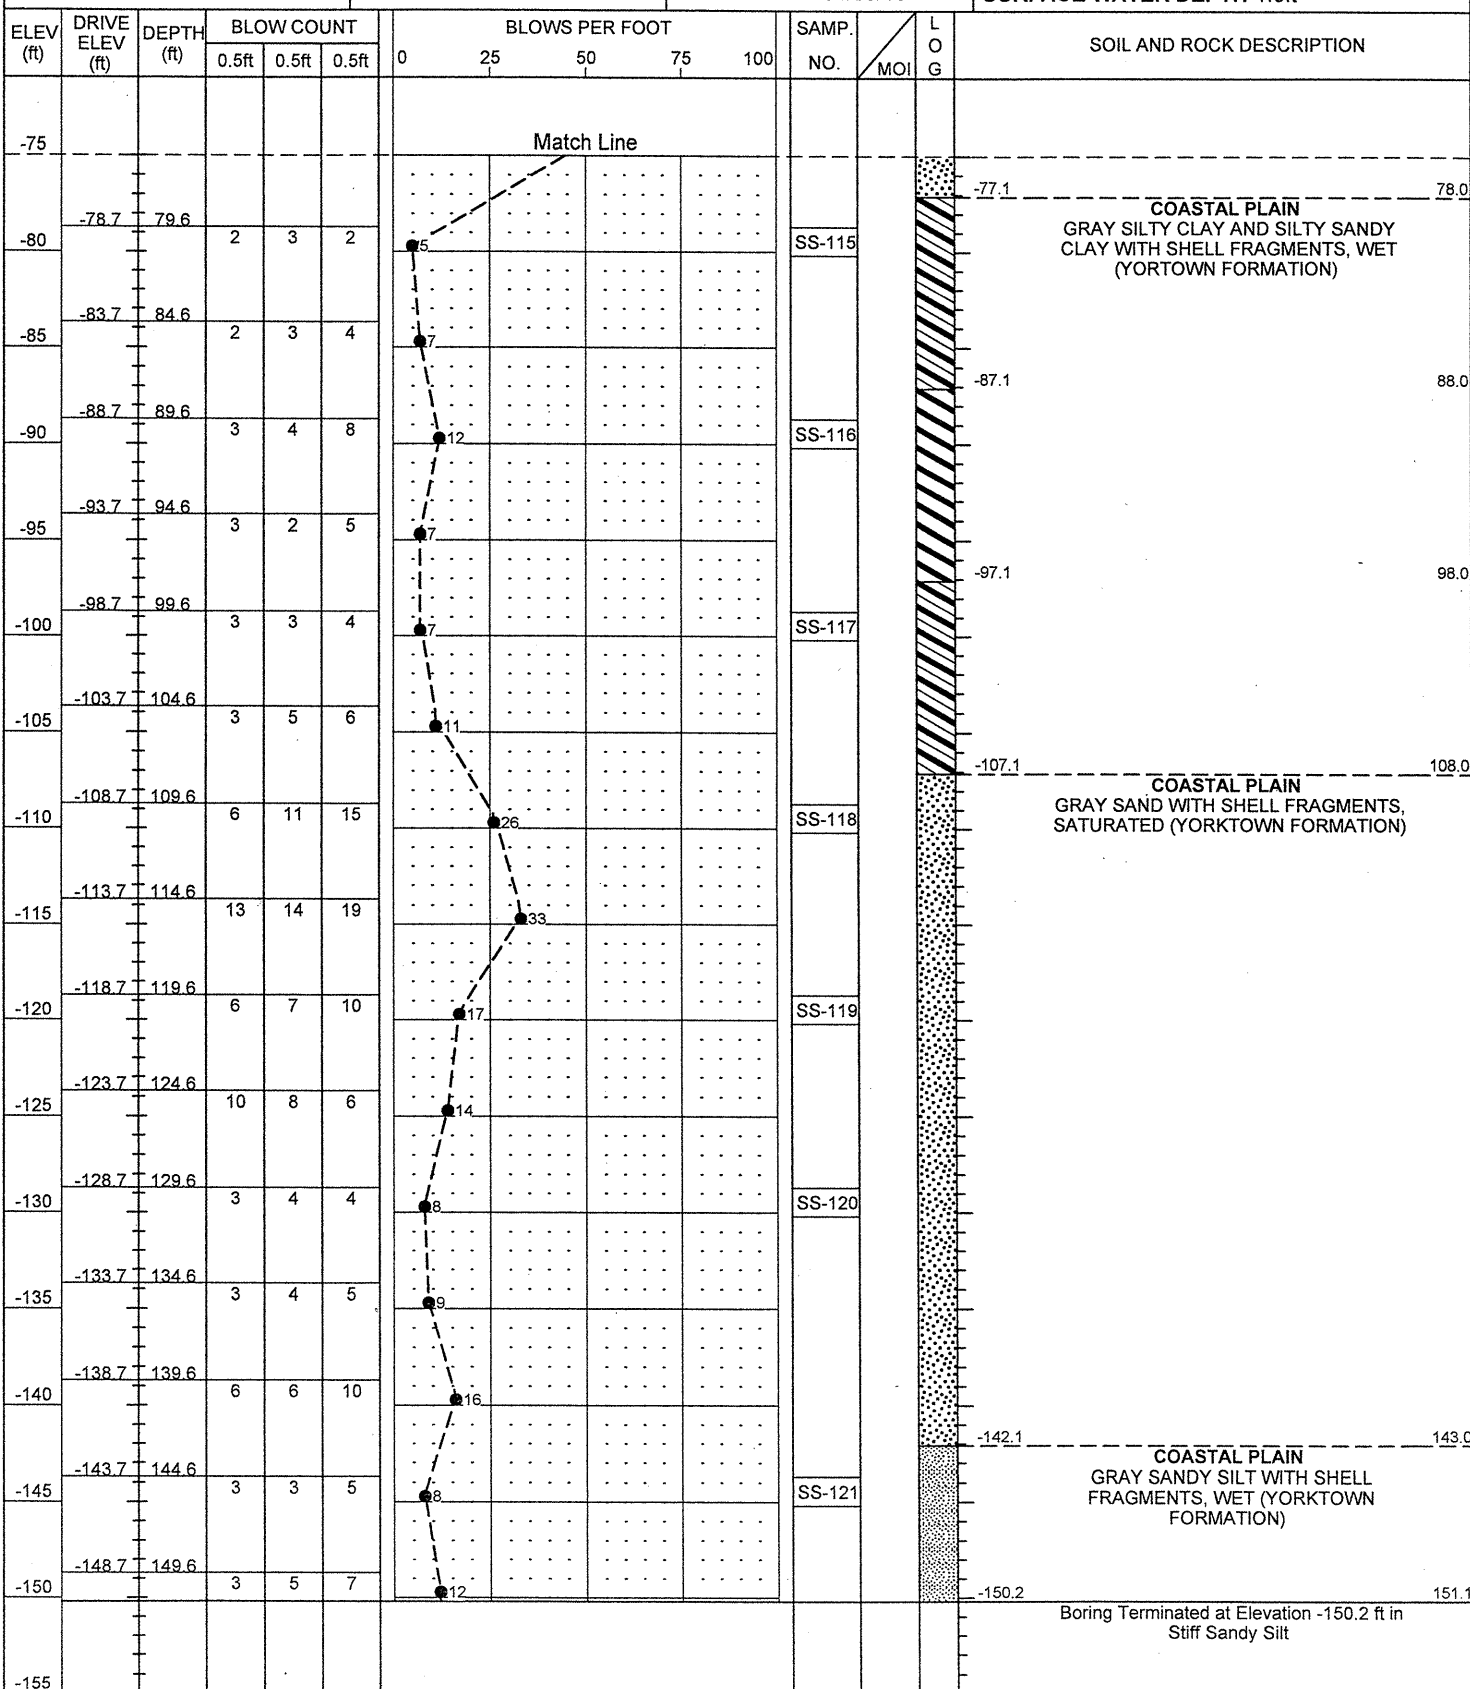 ELEV (ft) DRIVE ELEV (ft) DEPTH (ft) BLOW COUNT BLOWS PER FOOT SAMP. NO. MOI LOG SOIL AND ROCK DESCRIPTION
0.5ft 0.5ft 0.5ft 0 25 50 75 100
Match Line
-75
-77.1 78.0
COASTAL PLAIN
GRAY SILTY CLAY AND SILTY SANDY
CLAY WITH SHELL FRAGMENTS, WET
(YORTOWN FORMATION)
-78.7 79.6
-80 2 3 2 5 SS-115
-83.7 84.6
-85 2 3 4 7
-87.1 88.0
-88.7 89.6
-90 3 4 8 12 SS-116
-93.7 94.6
-95 3 2 5 7
-97.1 98.0
-98.7 99.6
-100 3 3 4 7 SS-117
-103.7 104.6
-105 3 5 6 11
-107.1 108.0
COASTAL PLAIN
GRAY SAND WITH SHELL FRAGMENTS,
SATURATED (YORKTOWN FORMATION)
-108.7 109.6
-110 6 11 15 26 SS-118
-113.7 114.6
-115 13 14 19 33
-118.7 119.6
-120 6 7 10 17 SS-119
-123.7 124.6
-125 10 8 6 14
-128.7 129.6
-130 3 4 4 8 SS-120
-133.7 134.6
-135 3 4 5 9
-138.7 139.6
-140 6 6 10 16
-142.1 143.0
COASTAL PLAIN
GRAY SANDY SILT WITH SHELL
FRAGMENTS, WET (YORKTOWN
FORMATION)
-143.7 144.6
-145 3 3 5 8 SS-121
-148.7 149.6
-150 3 5 7 12
-150.2 151.1
Boring Terminated at Elevation -150.2 ft in
Stiff Sandy Silt
-155